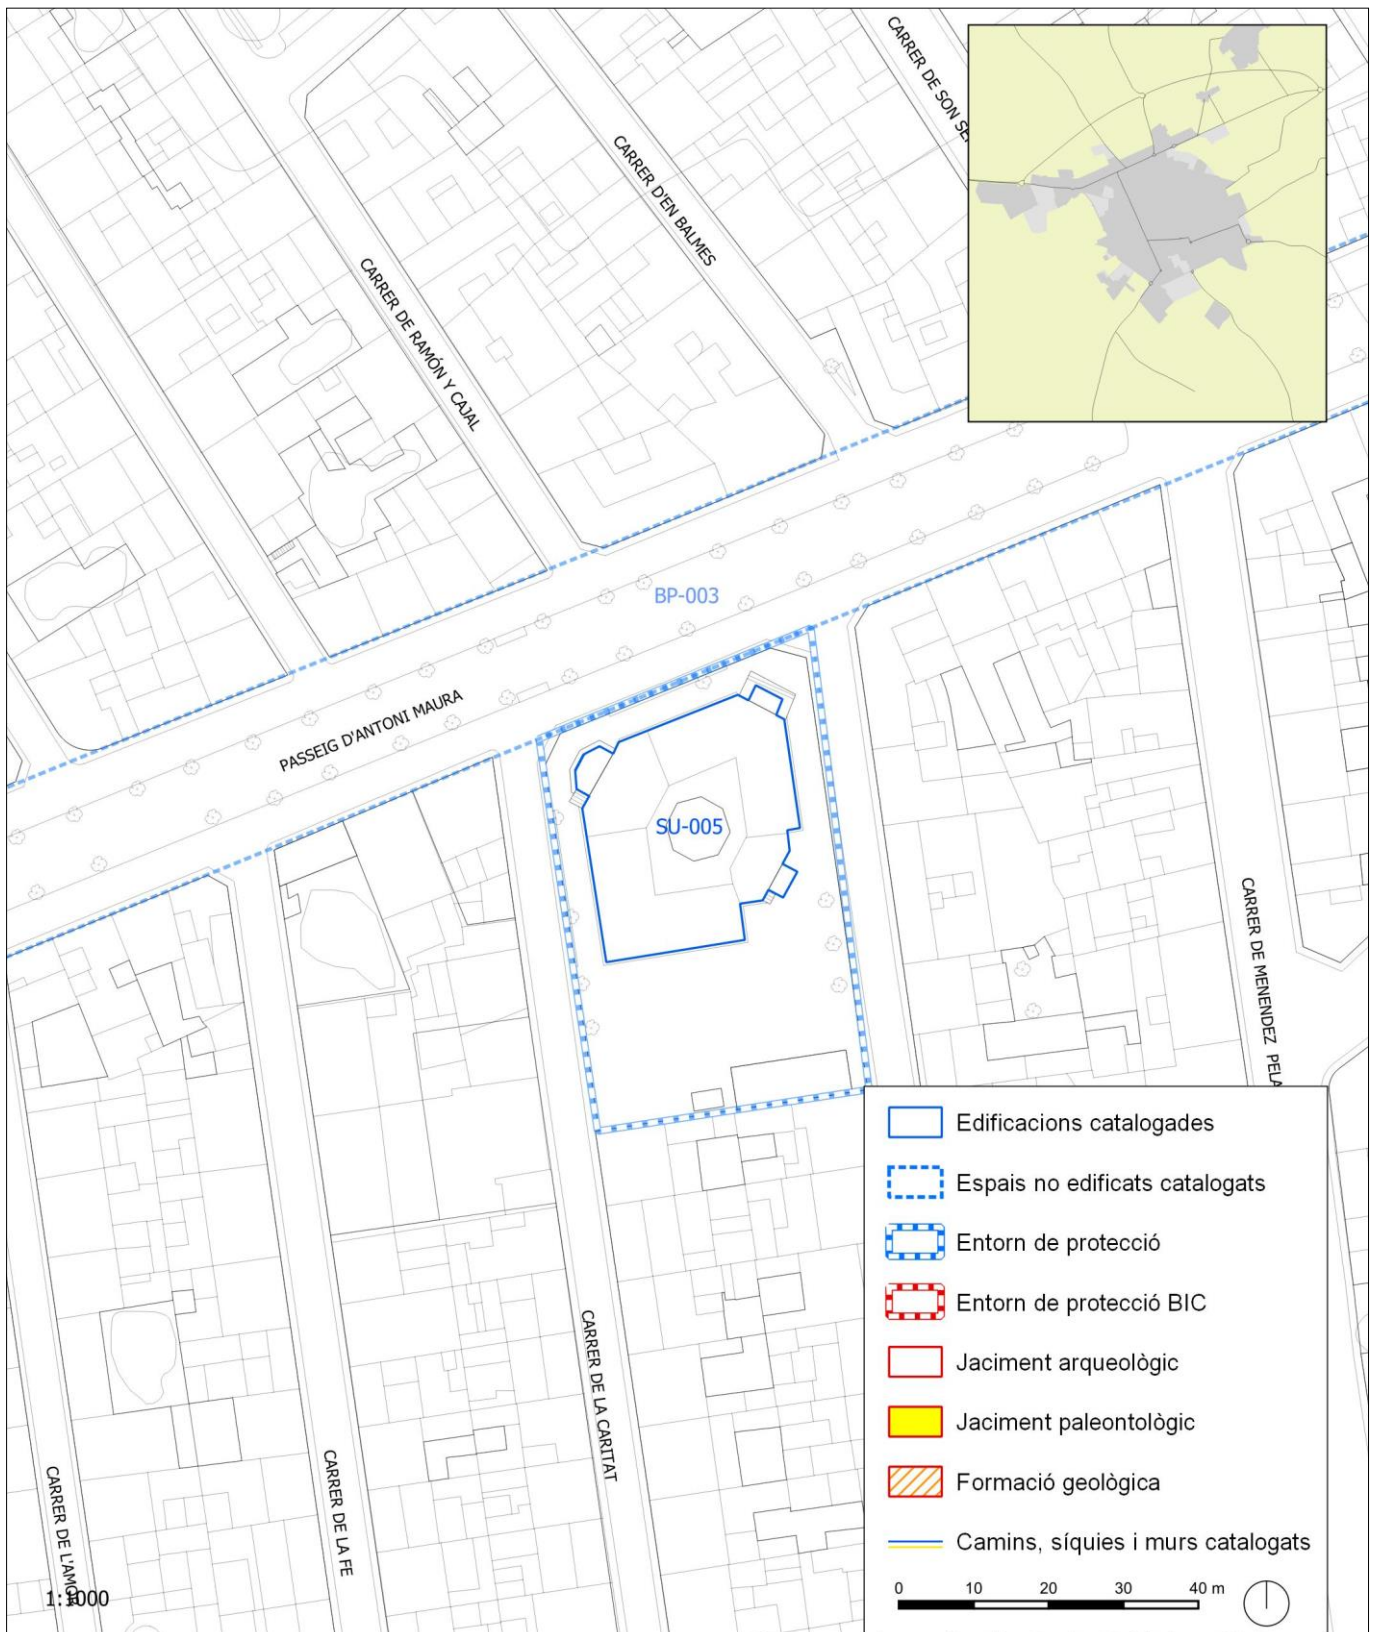 CARRER DE SON SE
CARRER D'EN BALMES
CARRER DE RAMÓN Y CAJAL
BP-003
PASSEIG D'ANTONI MAURA
SU-005
CARRER DE MENENDEZ PELA
Edificacions catalogades
Espais no edificats catalogats
Entorn de protecció
Entorn de protecció BIC
Jaciment arqueològic
Jaciment paleontològic
Formació geològica
Camins, síquies i murs catalogats
0 10 20 30 40 m
CARRER DE LA CARITAT
CARRER DE LA FE
CARRER DE L'AMOR
1:1000